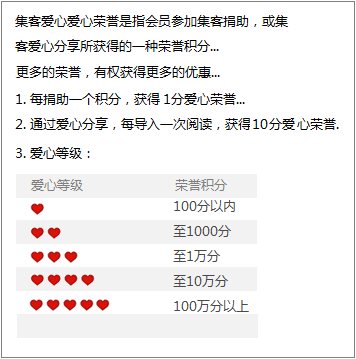 集客爱心爱心荣誉是指会员参加集客捐助，或集
客爱心分享所获得的一种荣誉积分...
更多的荣誉，有权获得更多的优惠...
1. 每捐助一个积分，获得 1分爱心荣誉...
2. 通过爱心分享，每导入一次阅读，获得10分爱心荣誉.
3. 爱心等级：
爱心等级 荣誉积分
100分以内
至1000分
至1万分
至10万分
100万分以上